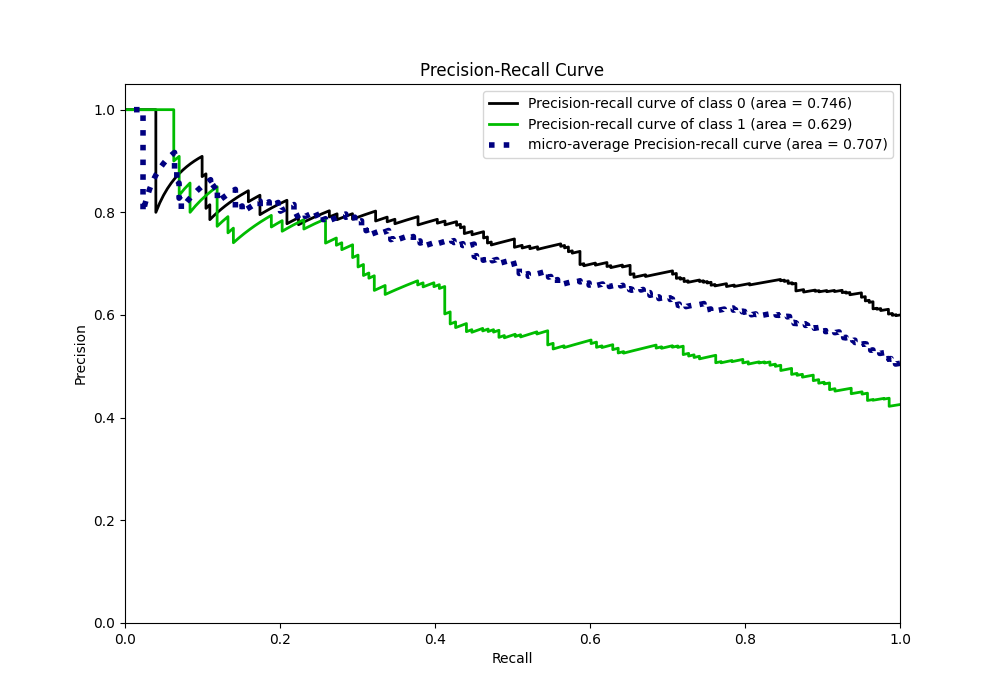 Precision-Recall Curve
Precision-recall curve of class 0 (area = 0.746)
Precision-recall curve of class 1 (area = 0.629)
micro-average Precision-recall curve (area = 0.707)
1.0
0.8
0.6
0.4
0.2
0.0
Precision
0.0 0.2 0.4 0.6 0.8 1.0
Recall